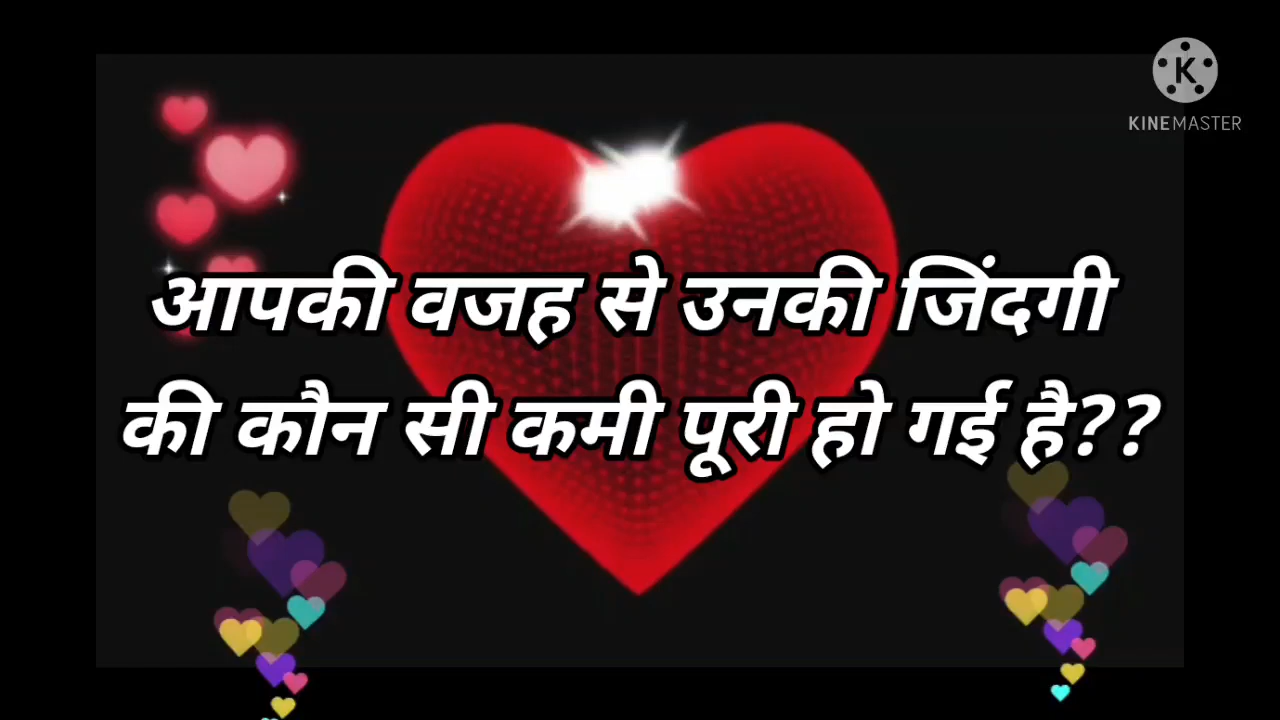 K
KINEMASTER
आपकी वजह से उनकी जिंदगी
की कौन सी कमी पूरी हो गई है??